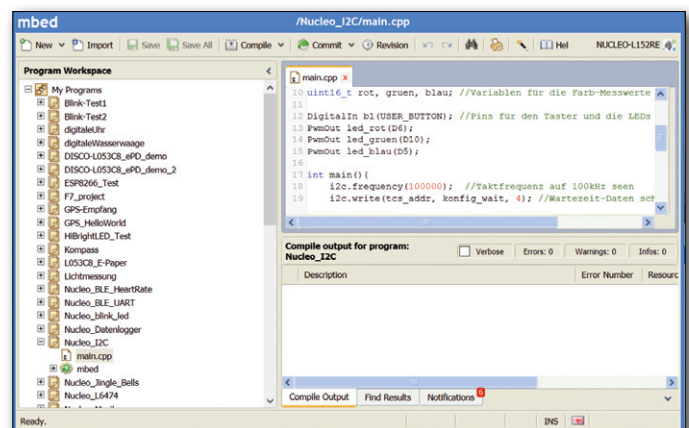 mbed
/Nucleo_I2C/main.cpp
New Import Save Save All Compile Commit Revision Hel NUCLEO-L152RE
Program Workspace
My Programs
Blink-Test1
Blink-Test2
digitaleUhr
digitaleWasserwaage
DISCO-L053C8_ePD_demo
DISCO-L053C8_ePD_demo_2
ESP8266_Test
F7_project
GPS-Empfang
GPS_HelloWorld
HiBrightLED_Test
Kompass
L053C8_E-Paper
Lichtmessung
Nucleo_BLE_HeartRate
Nucleo_BLE_UART
Nucleo_blink_led
Nucleo_Datenlogger
Nucleo_I2C
main.cpp
mbed
Nucleo_Jingle_Bells
Nucleo_L6474
main.cpp x
10 uint16_t rot, gruen, blau; //Variablen für die Farb-Messwerte
11
12 DigitalIn b1(USER_BUTTON); //Pins für den Taster und die LEDs
13 PwmOut led_rot(D6);
14 PwmOut led_gruen(D10);
15 PwmOut led_blau(D5);
16
17 int main(){
18 i2c.frequency(100000); //Taktfrequenz auf 100kHz seen
19 i2c.write(tcs_addr, konfig_wait, 4); //Wartezeit-Daten sch
Compile output for program:
Nucleo_I2C
Verbose Errors: 0 Warnings: 0 Infos: 0
Description Error Number Resourc
Compile Output Find Results Notifications 6
Ready. INS